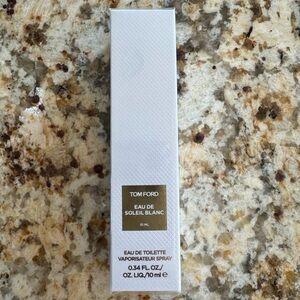 TOM FORD
EAU DE
SOLEIL BLANC
10 ML
EAU DE TOILETTE
VAPORISATEUR SPRAY
0.34 FL. OZ./
OZ. LIQ./10 ml ℮